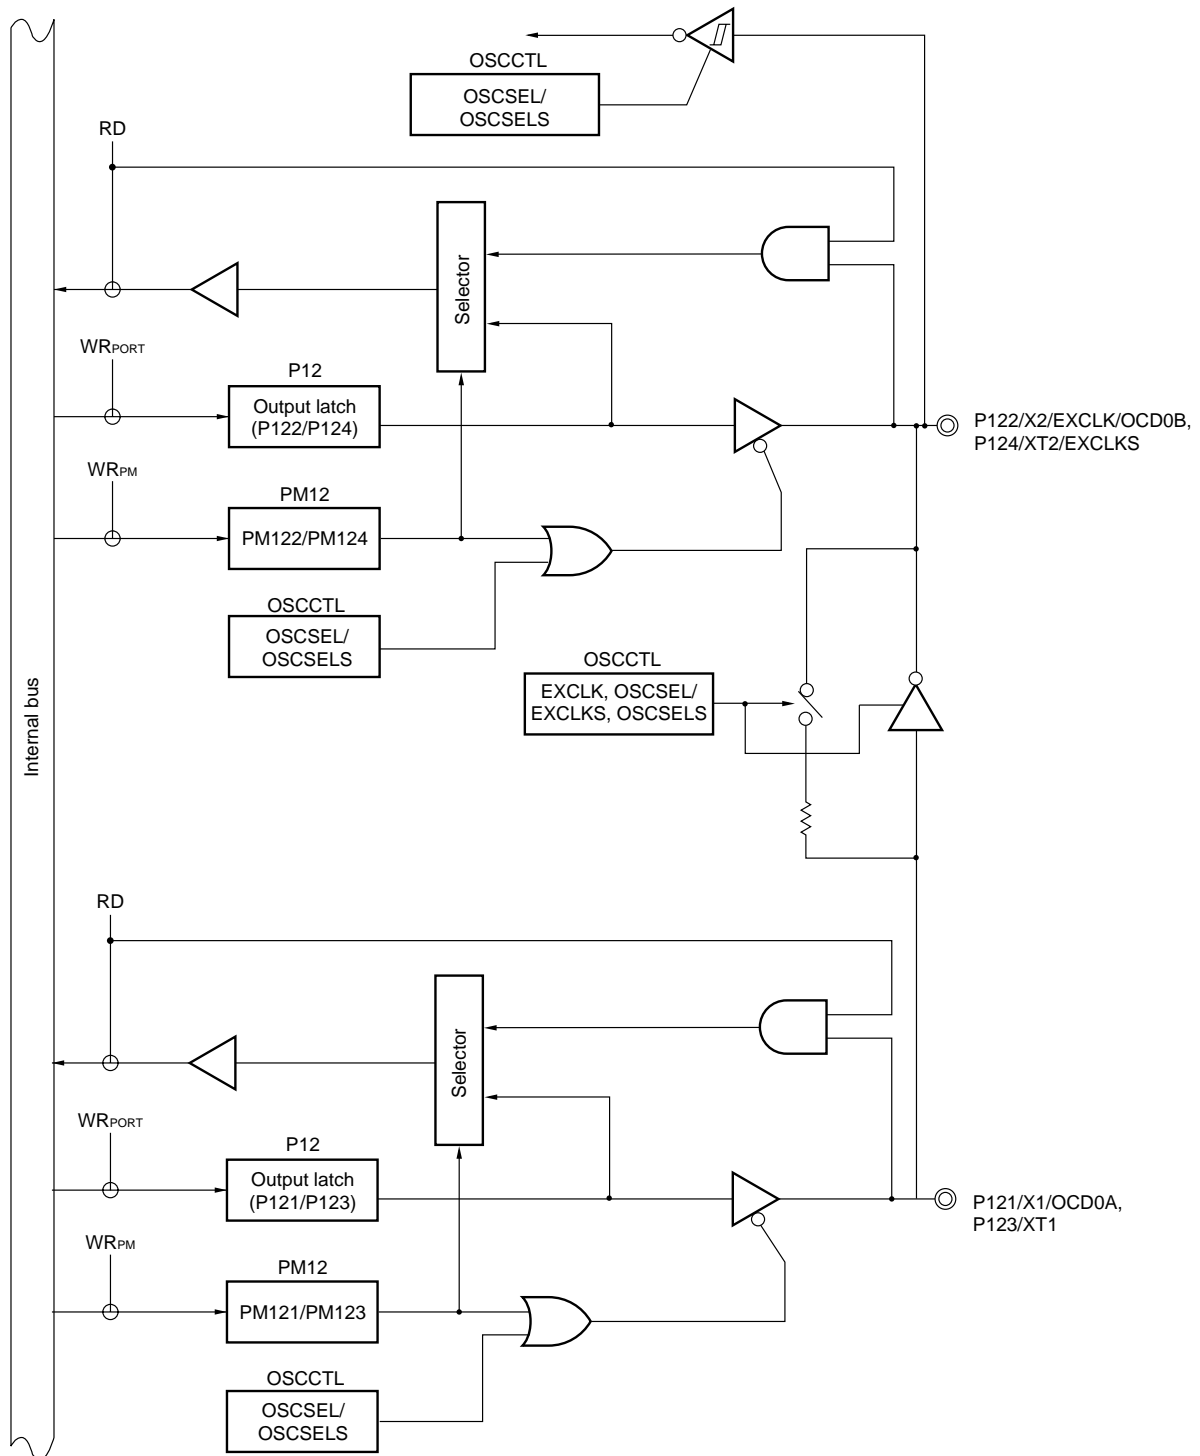 OSCCTL
OSCSEL/
OSCSELS
RD
Selector
WRPORT
P12
Output latch
(P122/P124)
P122/X2/EXCLK/OCD0B,
P124/XT2/EXCLKS
WRPM
PM12
PM122/PM124
OSCCTL
OSCSEL/
OSCSELS
OSCCTL
EXCLK, OSCSEL/
EXCLKS, OSCSELS
Internal bus
RD
Selector
WRPORT
P12
Output latch
(P121/P123)
P121/X1/OCD0A,
P123/XT1
WRPM
PM12
PM121/PM123
OSCCTL
OSCSEL/
OSCSELS